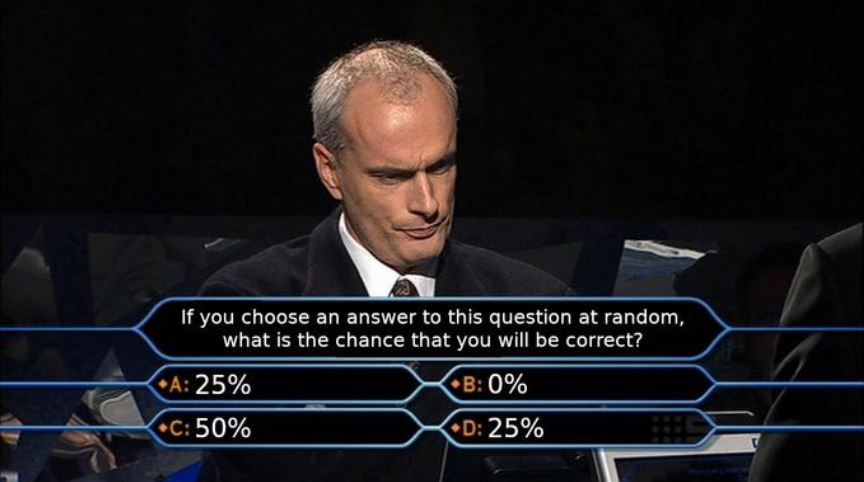 If you choose an answer to this question at random,
what is the chance that you will be correct?
A: 25%
B: 0%
C: 50%
D: 25%